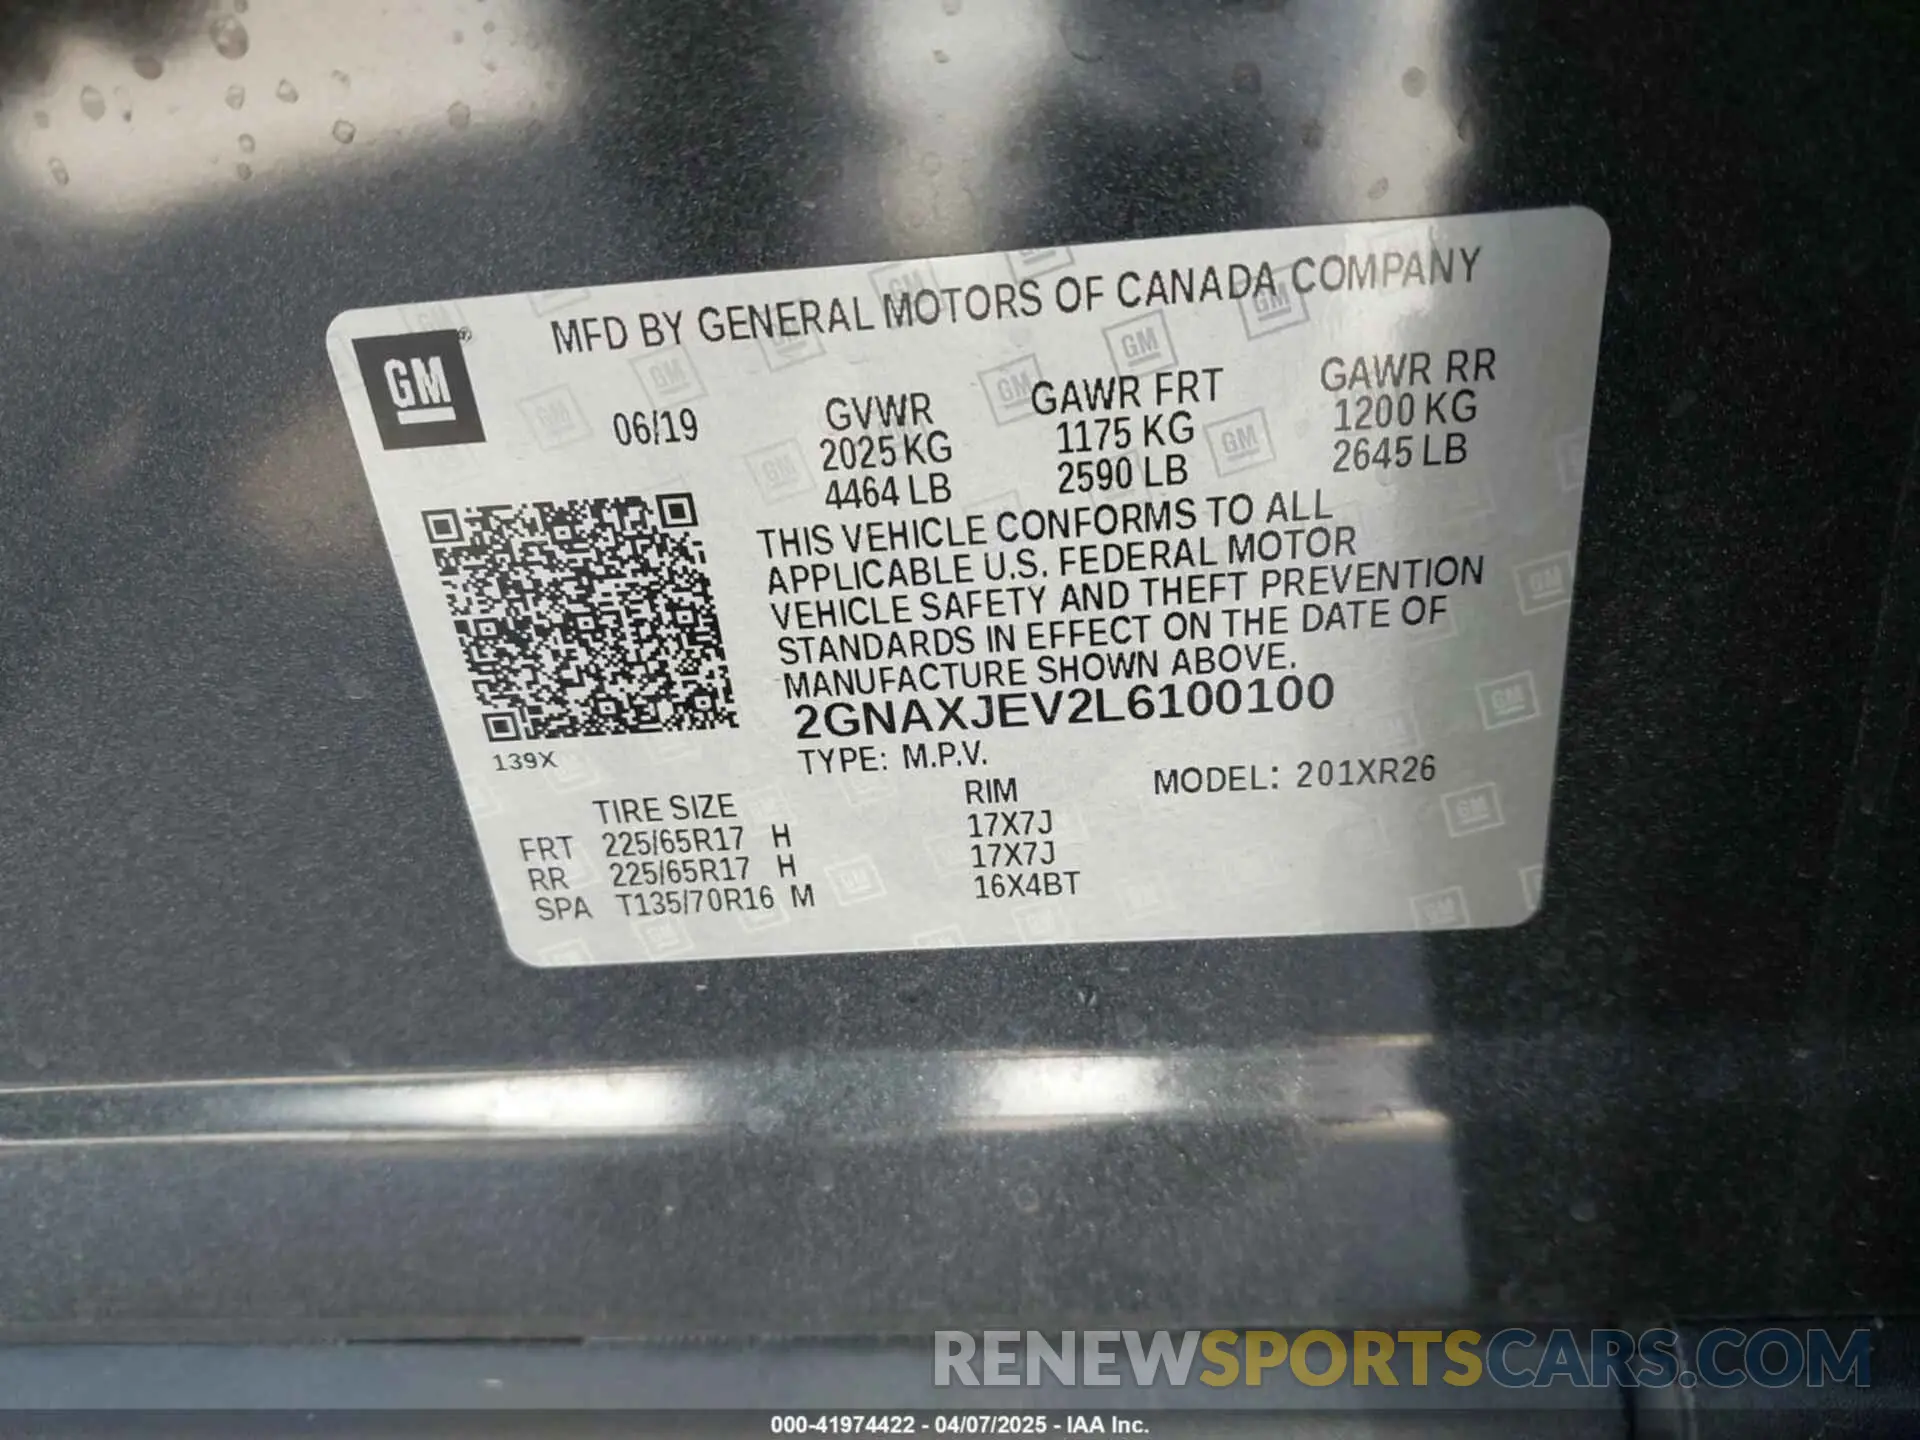 MFD BY GENERAL MOTORS OF CANADA COMPANY
GM®
06/19
GVWR
2025 KG
4464 LB
GAWR FRT
1175 KG
2590 LB
GAWR RR
1200 KG
2645 LB
THIS VEHICLE CONFORMS TO ALL
APPLICABLE U.S. FEDERAL MOTOR
VEHICLE SAFETY AND THEFT PREVENTION
STANDARDS IN EFFECT ON THE DATE OF
MANUFACTURE SHOWN ABOVE.
2GNAXJEV2L6100100
139X
TYPE: M.P.V.
MODEL: 201XR26
TIRE SIZE RIM
FRT 225/65R17 H 17X7J
RR 225/65R17 H 17X7J
SPA T135/70R16 M 16X4BT
RENEWSPORTSCARS.COM
000-41974422 - 04/07/2025 - IAA Inc.